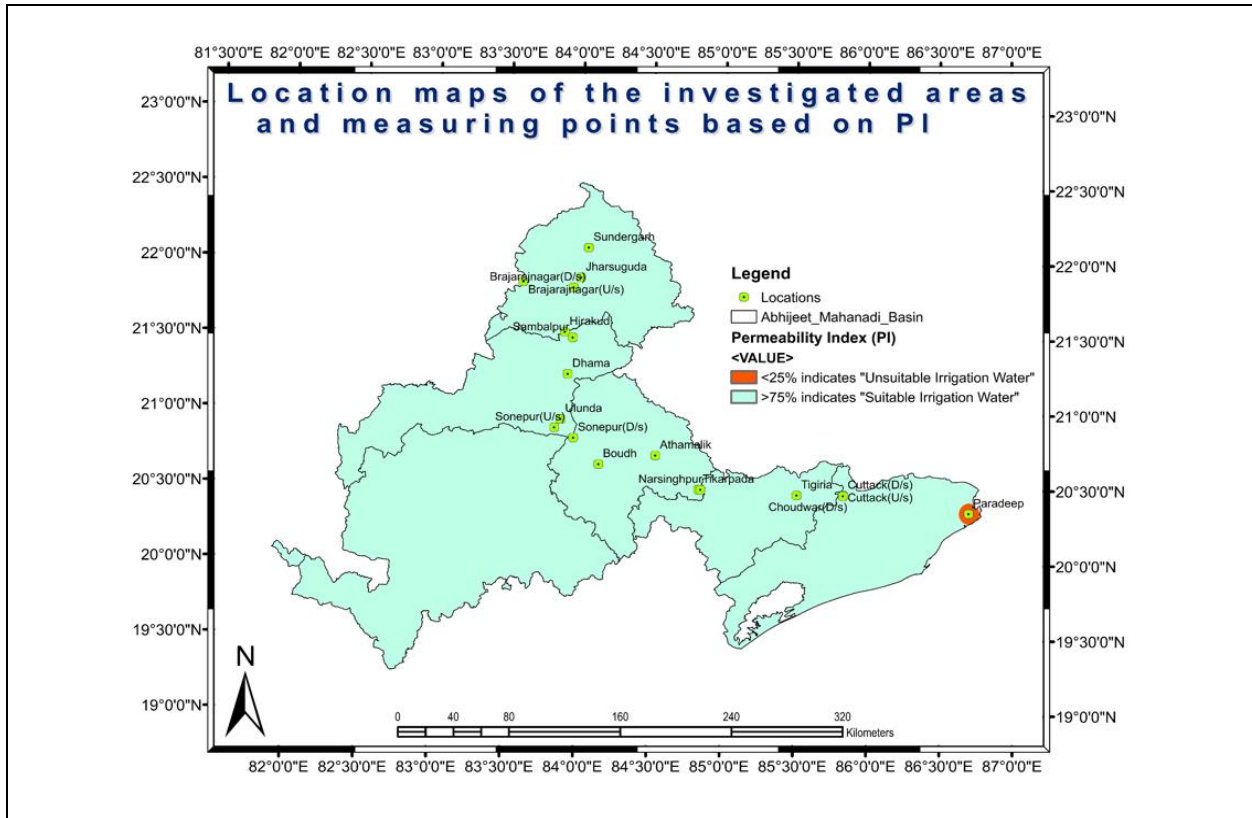 81°30'0"E 82°0'0"E 82°30'0"E 83°0'0"E 83°30'0"E 84°0'0"E 84°30'0"E 85°0'0"E 85°30'0"E 86°0'0"E 86°30'0"E 87°0'0"E
Location maps of the investigated areas
and measuring points based on PI
23°0'0"N
23°0'0"N
22°30'0"N
22°30'0"N
22°0'0"N
22°0'0"N
21°30'0"N
21°30'0"N
21°0'0"N
21°0'0"N
20°30'0"N
20°30'0"N
20°0'0"N
20°0'0"N
19°30'0"N
19°30'0"N
19°0'0"N
19°0'0"N
Sundergarh
Jharsuguda
Brajarajnagar(D/s)
Brajarajnagar(U/s)
Hirakud
Sambalpur
Dhama
Ulunda
Sonepur(U/s)
Sonepur(D/s)
Boudh
Athamalik
Narsinghpur
Tikarpada
Tigiria
Cuttack(D/s)
Cuttack(U/s)
Choudwar(D/s)
Paradeep
Legend
Locations
Abhijeet_Mahanadi_Basin
Permeability Index (PI)
<VALUE>
<25% indicates "Unsuitable Irrigation Water"
>75% indicates "Suitable Irrigation Water"
N
0 40 80 160 240 320
Kilometers
82°0'0"E 82°30'0"E 83°0'0"E 83°30'0"E 84°0'0"E 84°30'0"E 85°0'0"E 85°30'0"E 86°0'0"E 86°30'0"E 87°0'0"E